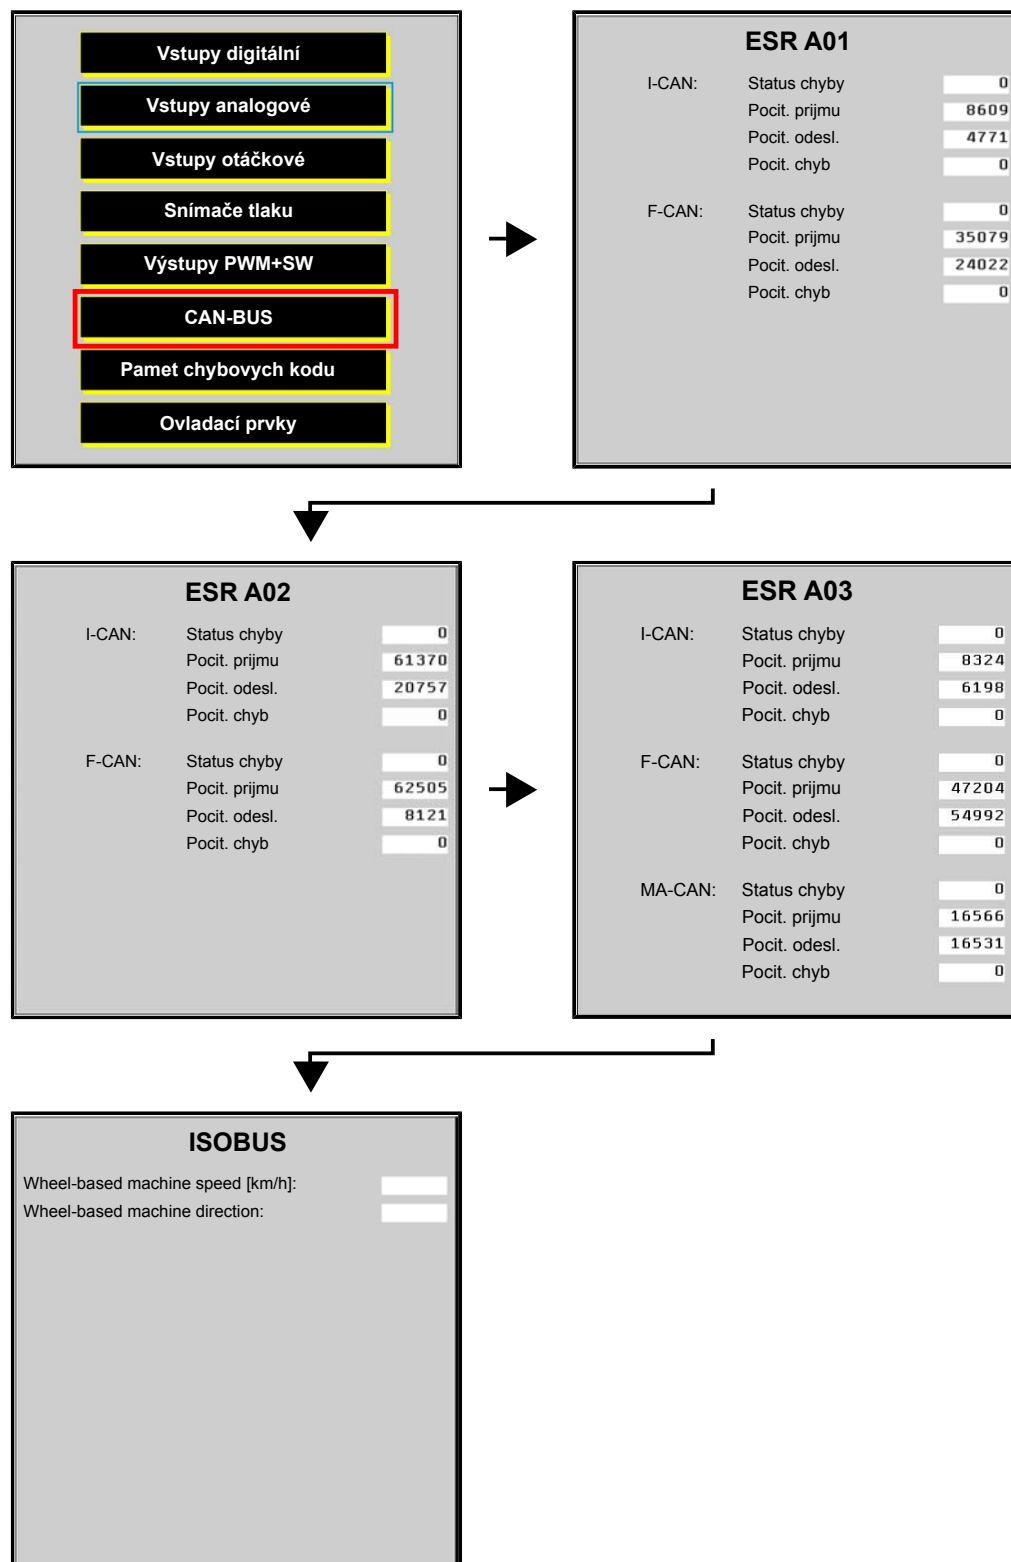 Vstupy digitální
Vstupy analogové
Vstupy otáčkové
Snímače tlaku
Výstupy PWM+SW
CAN-BUS
Pamet chybovych kodu
Ovladací prvky
ESR A01
I-CAN: Status chyby 0
Pocit. prijmu 8609
Pocit. odesl. 4771
Pocit. chyb 0
F-CAN: Status chyby 0
Pocit. prijmu 35079
Pocit. odesl. 24022
Pocit. chyb 0
ESR A02
I-CAN: Status chyby 0
Pocit. prijmu 61370
Pocit. odesl. 20757
Pocit. chyb 0
F-CAN: Status chyby 0
Pocit. prijmu 62505
Pocit. odesl. 8121
Pocit. chyb 0
ESR A03
I-CAN: Status chyby 0
Pocit. prijmu 8324
Pocit. odesl. 6198
Pocit. chyb 0
F-CAN: Status chyby 0
Pocit. prijmu 47204
Pocit. odesl. 54992
Pocit. chyb 0
MA-CAN: Status chyby 0
Pocit. prijmu 16566
Pocit. odesl. 16531
Pocit. chyb 0
ISOBUS
Wheel-based machine speed [km/h]:
Wheel-based machine direction: